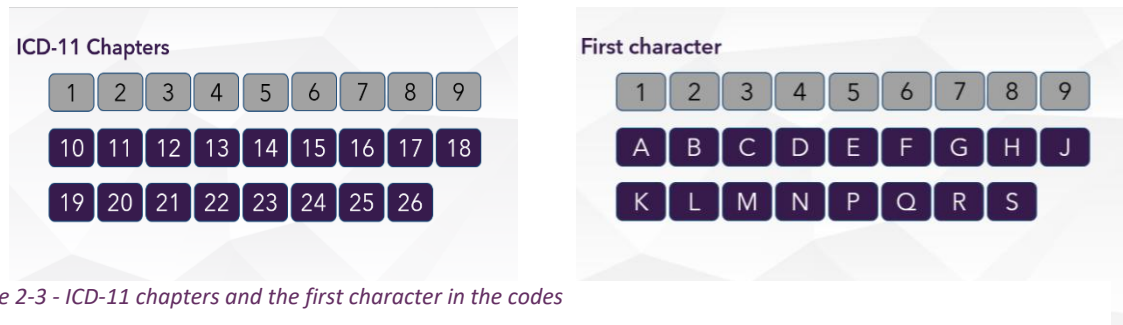 ICD-11 Chapters
1 2 3 4 5 6 7 8 9
10 11 12 13 14 15 16 17 18
19 20 21 22 23 24 25 26
First character
1 2 3 4 5 6 7 8 9
A B C D E F G H J
K L M N P Q R S
e 2-3 - ICD-11 chapters and the first character in the codes